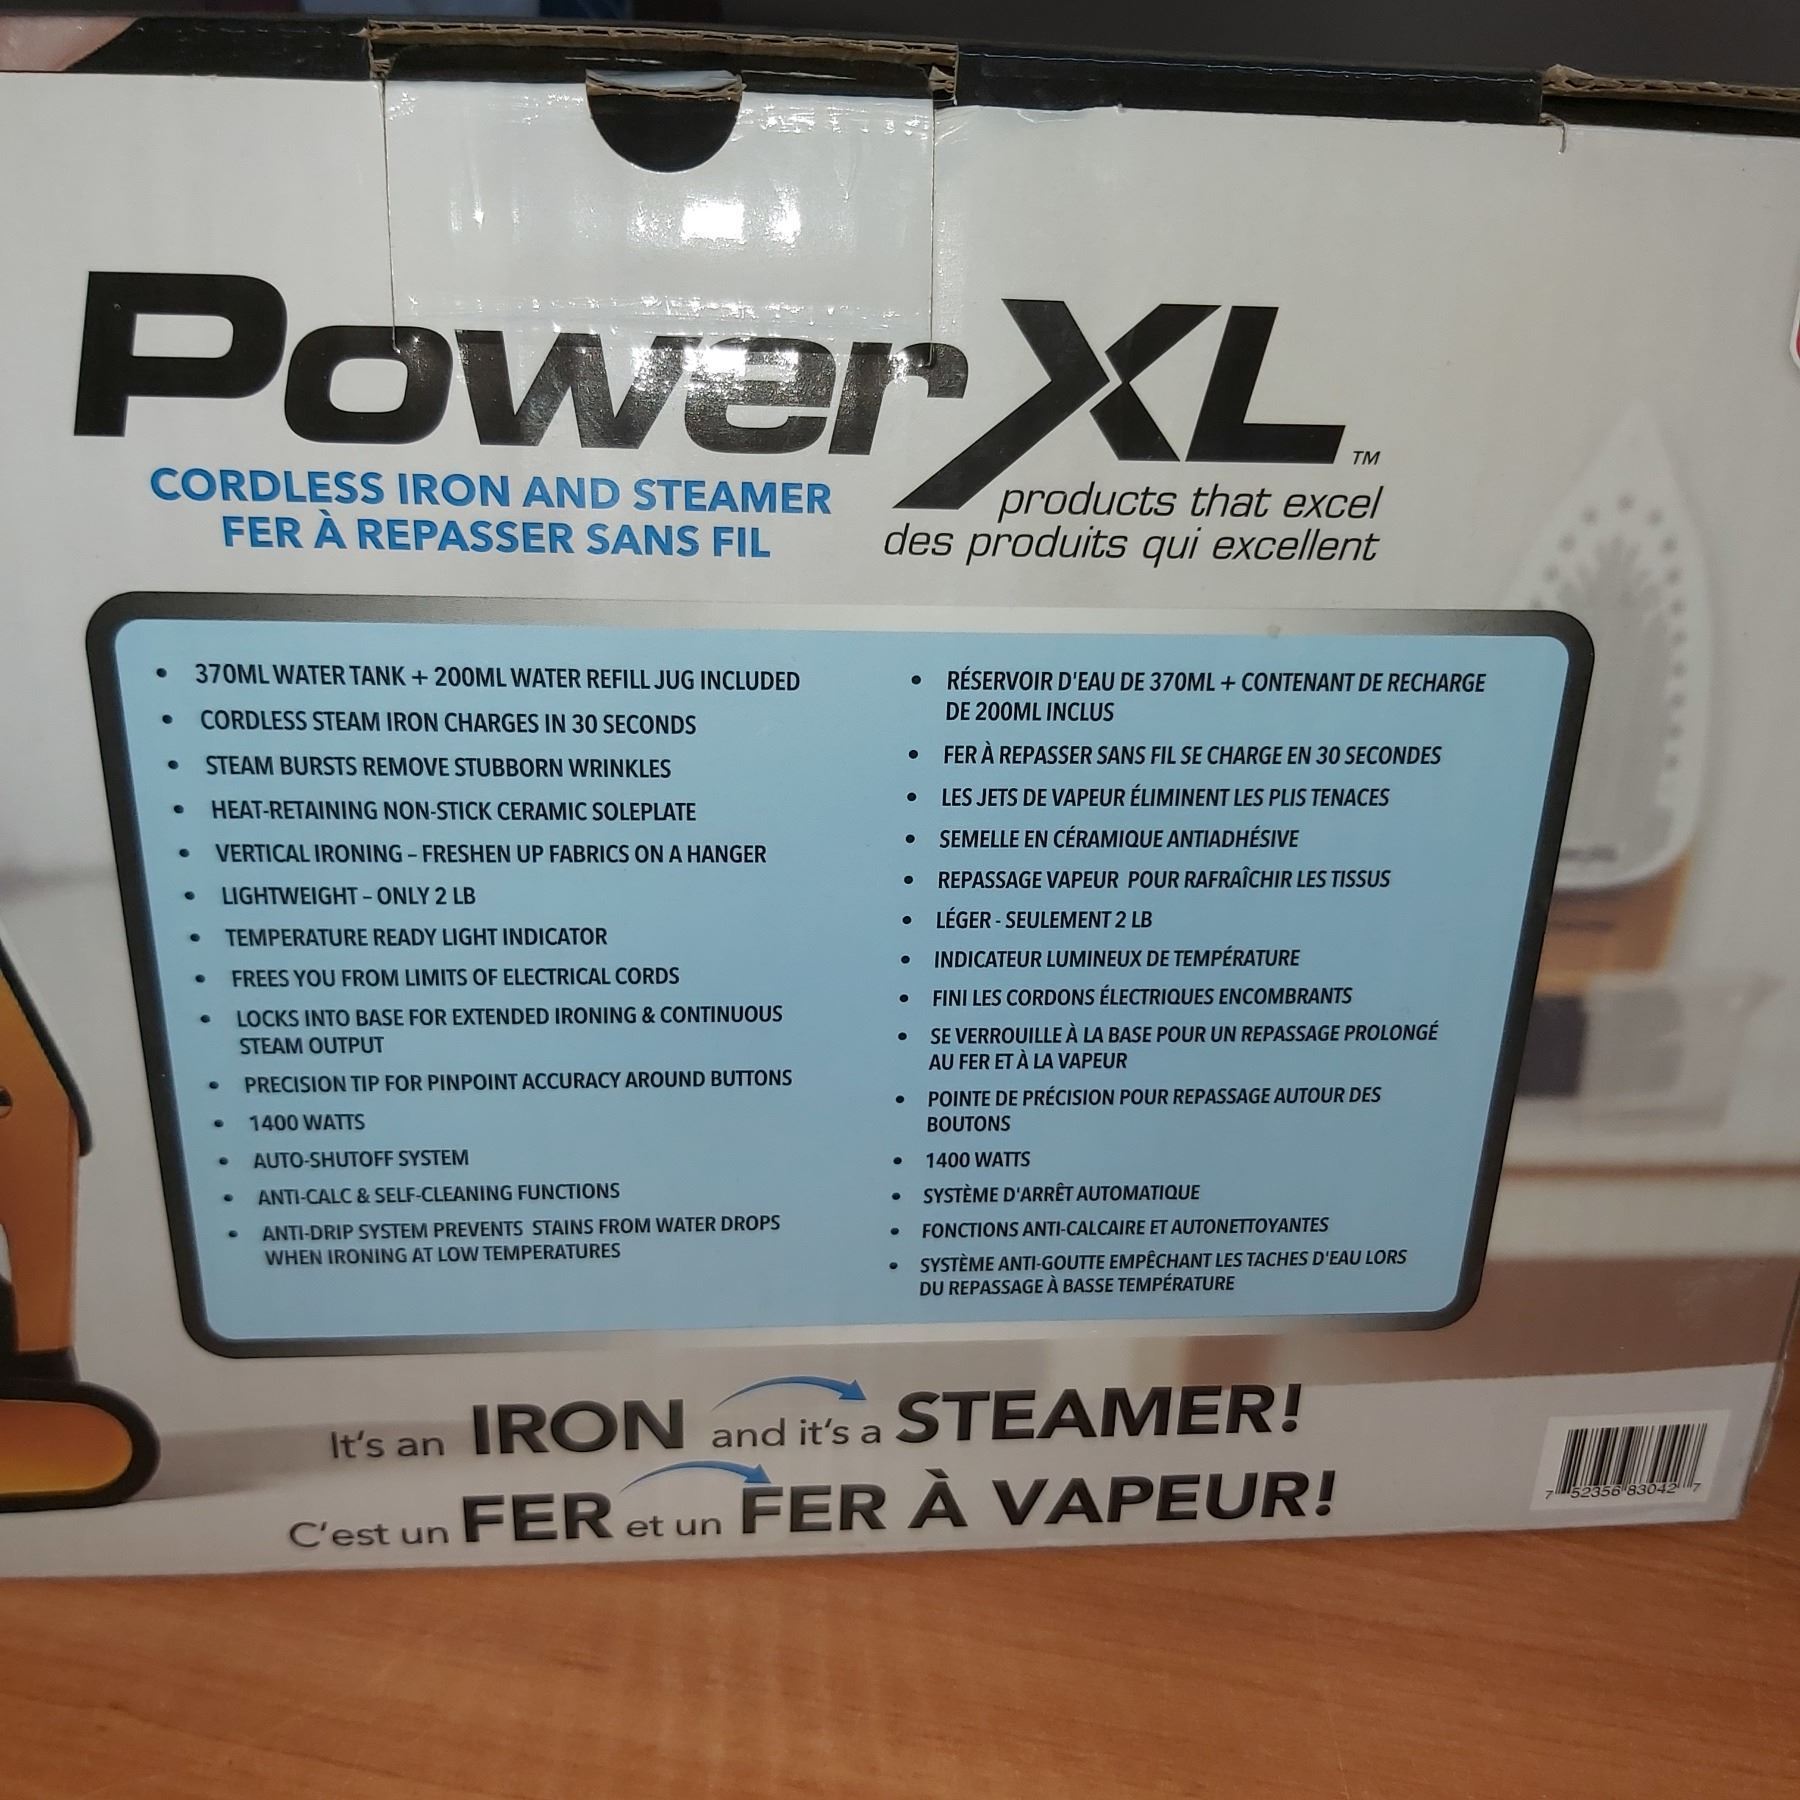 PowerXL™
CORDLESS IRON AND STEAMER
FER À REPASSER SANS FIL
products that excel
des produits qui excellent
• 370ML WATER TANK + 200ML WATER REFILL JUG INCLUDED
• CORDLESS STEAM IRON CHARGES IN 30 SECONDS
• STEAM BURSTS REMOVE STUBBORN WRINKLES
• HEAT-RETAINING NON-STICK CERAMIC SOLEPLATE
• VERTICAL IRONING – FRESHEN UP FABRICS ON A HANGER
• LIGHTWEIGHT – ONLY 2 LB
• TEMPERATURE READY LIGHT INDICATOR
• FREES YOU FROM LIMITS OF ELECTRICAL CORDS
• LOCKS INTO BASE FOR EXTENDED IRONING & CONTINUOUS
STEAM OUTPUT
• PRECISION TIP FOR PINPOINT ACCURACY AROUND BUTTONS
• 1400 WATTS
• AUTO-SHUTOFF SYSTEM
• ANTI-CALC & SELF-CLEANING FUNCTIONS
• ANTI-DRIP SYSTEM PREVENTS STAINS FROM WATER DROPS
WHEN IRONING AT LOW TEMPERATURES
• RÉSERVOIR D'EAU DE 370ML + CONTENANT DE RECHARGE
DE 200ML INCLUS
• FER À REPASSER SANS FIL SE CHARGE EN 30 SECONDES
• LES JETS DE VAPEUR ÉLIMINENT LES PLIS TENACES
• SEMELLE EN CÉRAMIQUE ANTIADHÉSIVE
• REPASSAGE VAPEUR POUR RAFRAÎCHIR LES TISSUS
• LÉGER - SEULEMENT 2 LB
• INDICATEUR LUMINEUX DE TEMPÉRATURE
• FINI LES CORDONS ÉLECTRIQUES ENCOMBRANTS
• SE VERROUILLE À LA BASE POUR UN REPASSAGE PROLONGÉ
AU FER ET À LA VAPEUR
• POINTE DE PRÉCISION POUR REPASSAGE AUTOUR DES
BOUTONS
• 1400 WATTS
• SYSTÈME D'ARRÊT AUTOMATIQUE
• FONCTIONS ANTI-CALCAIRE ET AUTONETTOYANTES
• SYSTÈME ANTI-GOUTTE EMPÊCHANT LES TACHES D'EAU LORS
DU REPASSAGE À BASSE TEMPÉRATURE
It's an IRON and it's a STEAMER!
C'est un FER et un FER À VAPEUR!
7 52356 83042 7